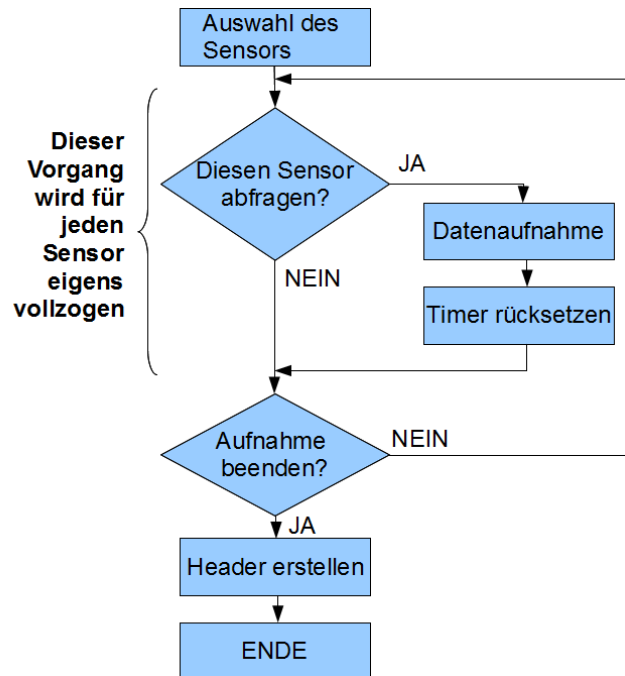 Auswahl des
Sensors
Dieser
Vorgang
wird für
jeden
Sensor
eigens
vollzogen
Diesen Sensor
abfragen?
JA
Datenaufnahme
Timer rücksetzen
NEIN
Aufnahme
beenden?
NEIN
JA
Header erstellen
ENDE